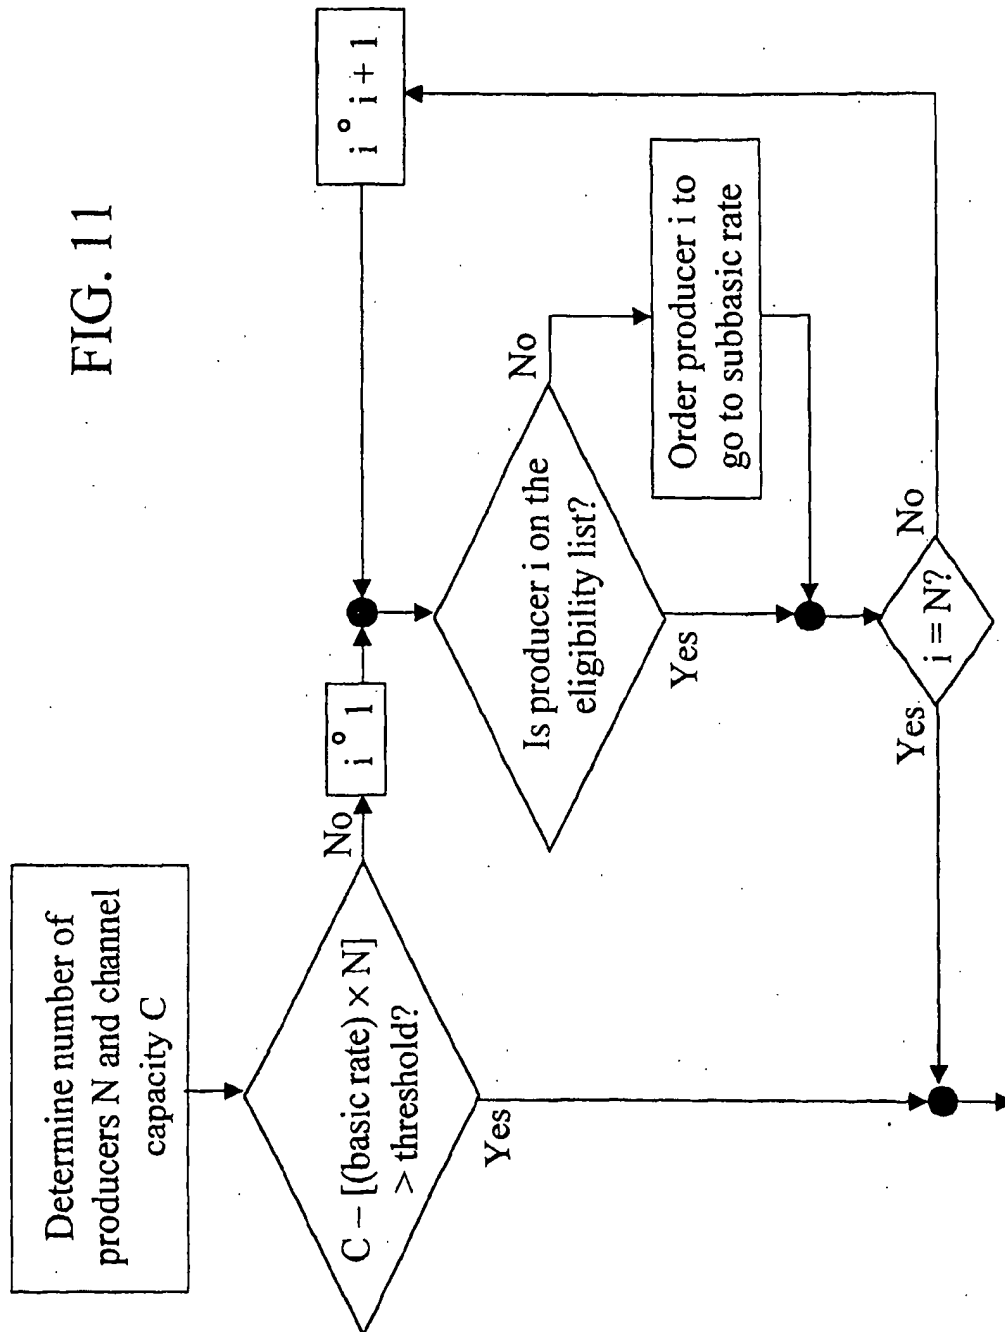 FIG. 11
Determine number of
producers N and channel
capacity C
C – [(basic rate) × N]
> threshold?
No
Yes
i ° 1
i ° i + 1
Is producer i on the
eligibility list?
No
Yes
Order producer i to
go to subbasic rate
i = N?
No
Yes